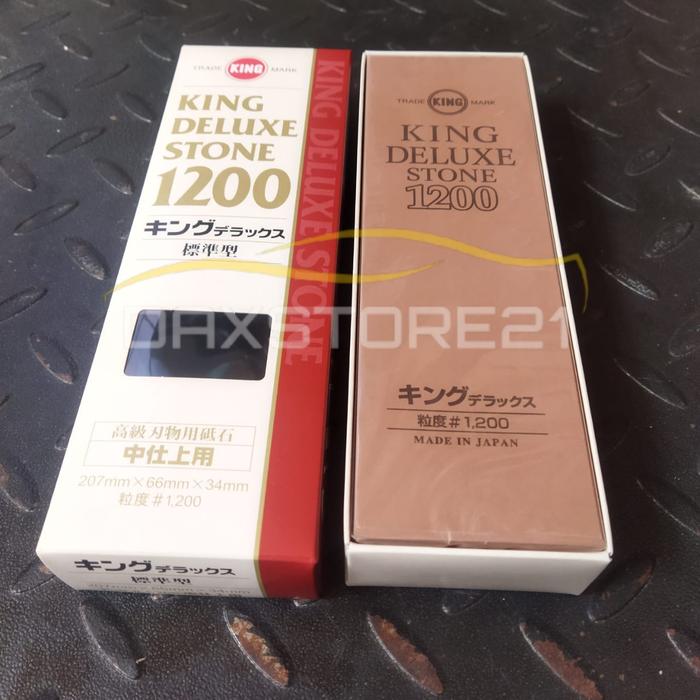 TRADE KING MARK
KING
DELUXE
STONE
1200
キングデラックス
標準型
KING DELUXE STONE
高級刃物用砥石
中仕上用
207mm×66mm×34mm
粒度#1,200
キングデラックス
標準型
207mm×66mm×34mm
TRADE KING MARK
KING
DELUXE
STONE
1200
キングデラックス
粒度#1,200
MADE IN JAPAN
DAXSTORE21